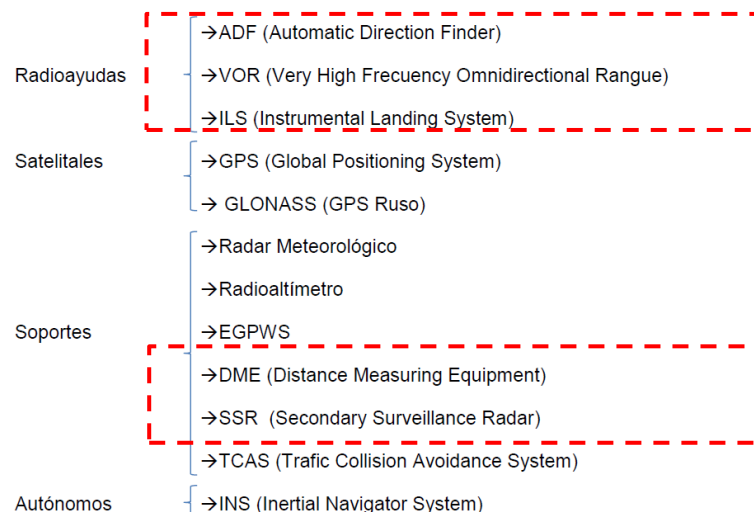 →ADF (Automatic Direction Finder)
Radioayudas →VOR (Very High Frecuency Omnidirectional Rangue)
→ILS (Instrumental Landing System)
Satelitales →GPS (Global Positioning System)
→ GLONASS (GPS Ruso)
→Radar Meteorológico
→Radioaltímetro
Soportes →EGPWS
→DME (Distance Measuring Equipment)
→SSR (Secondary Surveillance Radar)
→TCAS (Trafic Collision Avoidance System)
Autónomos →INS (Inertial Navigator System)